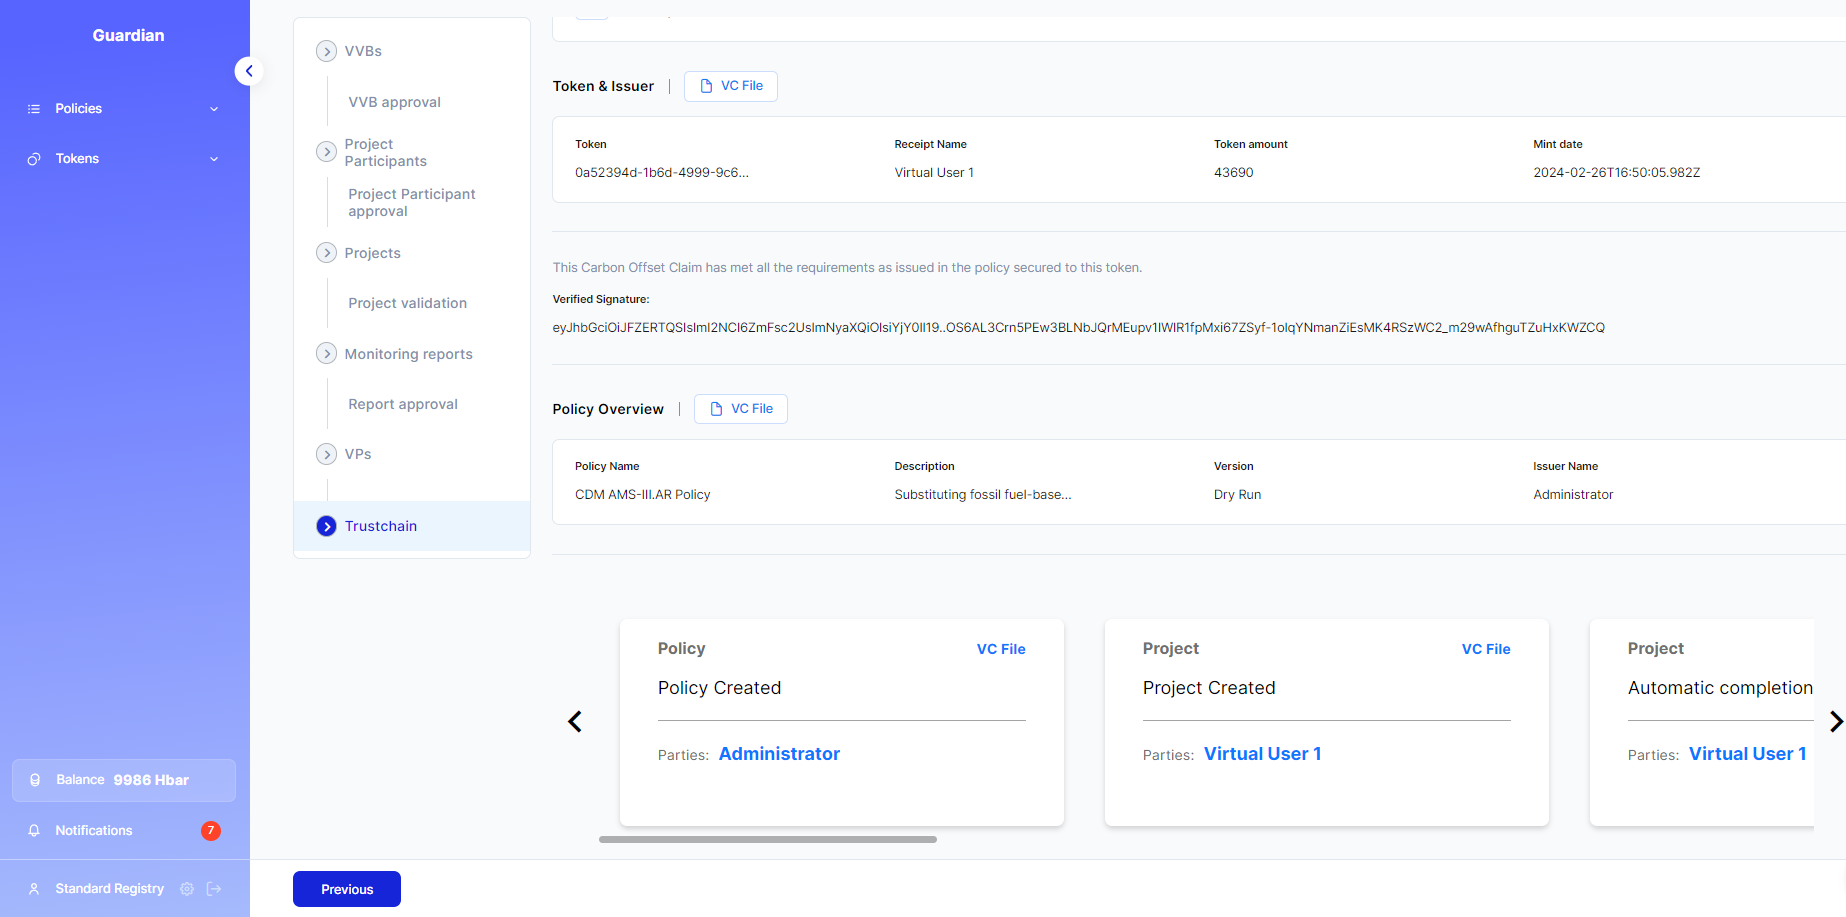 Guardian
Policies
Tokens
Balance 9986 Hbar
Notifications
7
Standard Registry
VVBs
VVB approval
Project
Participants
Project Participant
approval
Projects
Project validation
Monitoring reports
Report approval
VPs
Trustchain
Token & Issuer | VC File
Token Receipt Name Token amount Mint date
0a52394d-1b6d-4999-9c6... Virtual User 1 43690 2024-02-26T16:50:05.982Z
This Carbon Offset Claim has met all the requirements as issued in the policy secured to this token.
Verified Signature:
Policy Overview | VC File
Policy Name Description Version Issuer Name
CDM AMS-III.AR Policy Substituting fossil fuel-base... Dry Run Administrator
Policy VC File
Policy Created
Parties: Administrator
Project VC File
Project Created
Parties: Virtual User 1
Project
Automatic completion
Parties: Virtual User 1
Previous